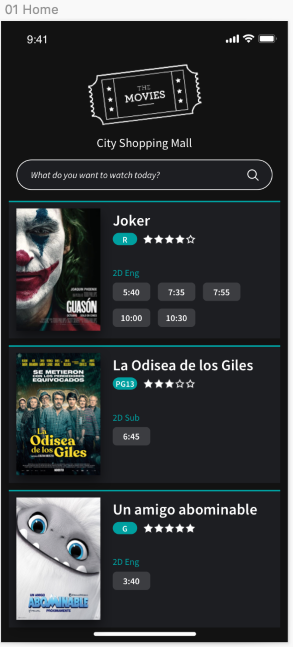 01 Home
9:41
THE
MOVIES
City Shopping Mall
What do you want to watch today?
Joker
R
2D Eng
5:40 7:35 7:55
10:00 10:30
GUASÓN
La Odisea de los Giles
PG13
2D Sub
6:45
SE METIERON
CON LOS PERDEDORES
EQUIVOCADOS
La
Odisea
de los Giles
Un amigo abominable
G
2D Eng
3:40
UN AMIGO
ABOMINABLE
PRÓXIMAMENTE